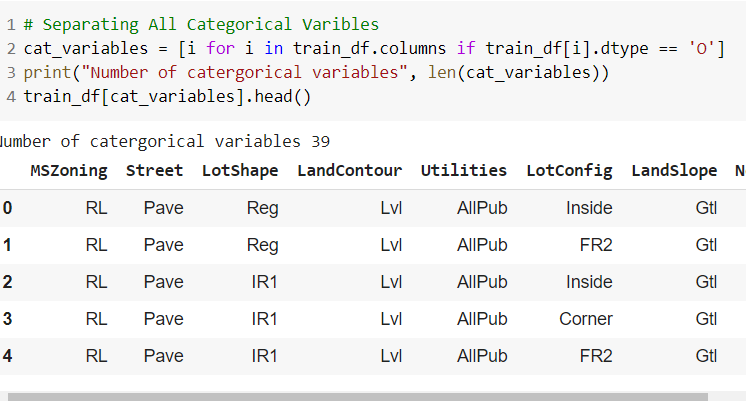 1 # Separating All Categorical Varibles
2 cat_variables = [i for i in train_df.columns if train_df[i].dtype == 'O']
3 print("Number of catergorical variables", len(cat_variables))
4 train_df[cat_variables].head()
Number of catergorical variables 39
MSZoning Street LotShape LandContour Utilities LotConfig LandSlope N
0 RL Pave Reg Lvl AllPub Inside Gtl
1 RL Pave Reg Lvl AllPub FR2 Gtl
2 RL Pave IR1 Lvl AllPub Inside Gtl
3 RL Pave IR1 Lvl AllPub Corner Gtl
4 RL Pave IR1 Lvl AllPub FR2 Gtl